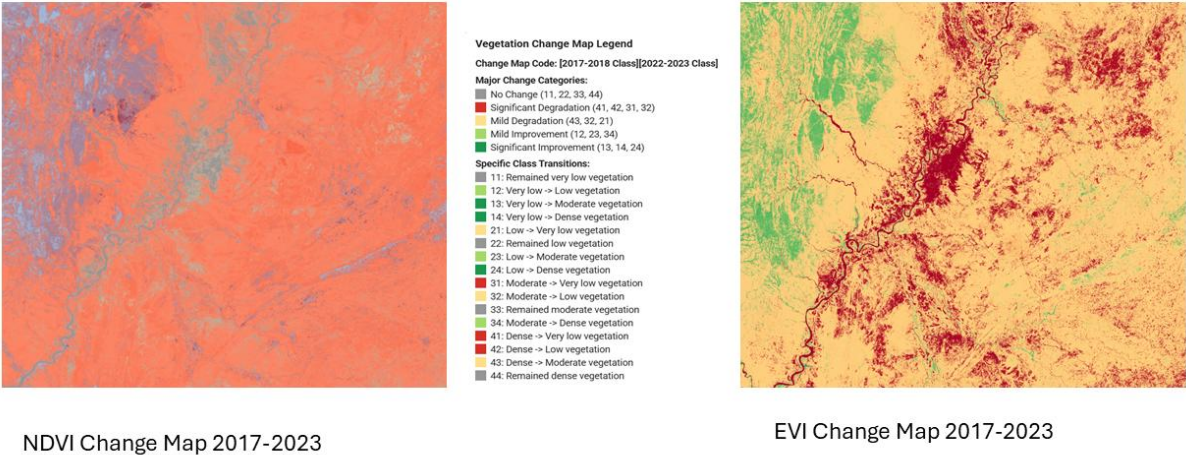 Vegetation Change Map Legend
Change Map Code: [2017-2018 Class][2022-2023 Class]
Major Change Categories:
No Change (11, 22, 33, 44)
Significant Degradation (41, 42, 31, 32)
Mild Degradation (43, 32, 21)
Mild Improvement (12, 23, 34)
Significant Improvement (13, 14, 24)
Specific Class Transitions:
11: Remained very low vegetation
12: Very low -> Low vegetation
13: Very low -> Moderate vegetation
14: Very low -> Dense vegetation
21: Low -> Very low vegetation
22: Remained low vegetation
23: Low -> Moderate vegetation
24: Low -> Dense vegetation
31: Moderate -> Very low vegetation
32: Moderate -> Low vegetation
33: Remained moderate vegetation
34: Moderate -> Dense vegetation
41: Dense -> Very low vegetation
42: Dense -> Low vegetation
43: Dense -> Moderate vegetation
44: Remained dense vegetation
NDVI Change Map 2017-2023
EVI Change Map 2017-2023